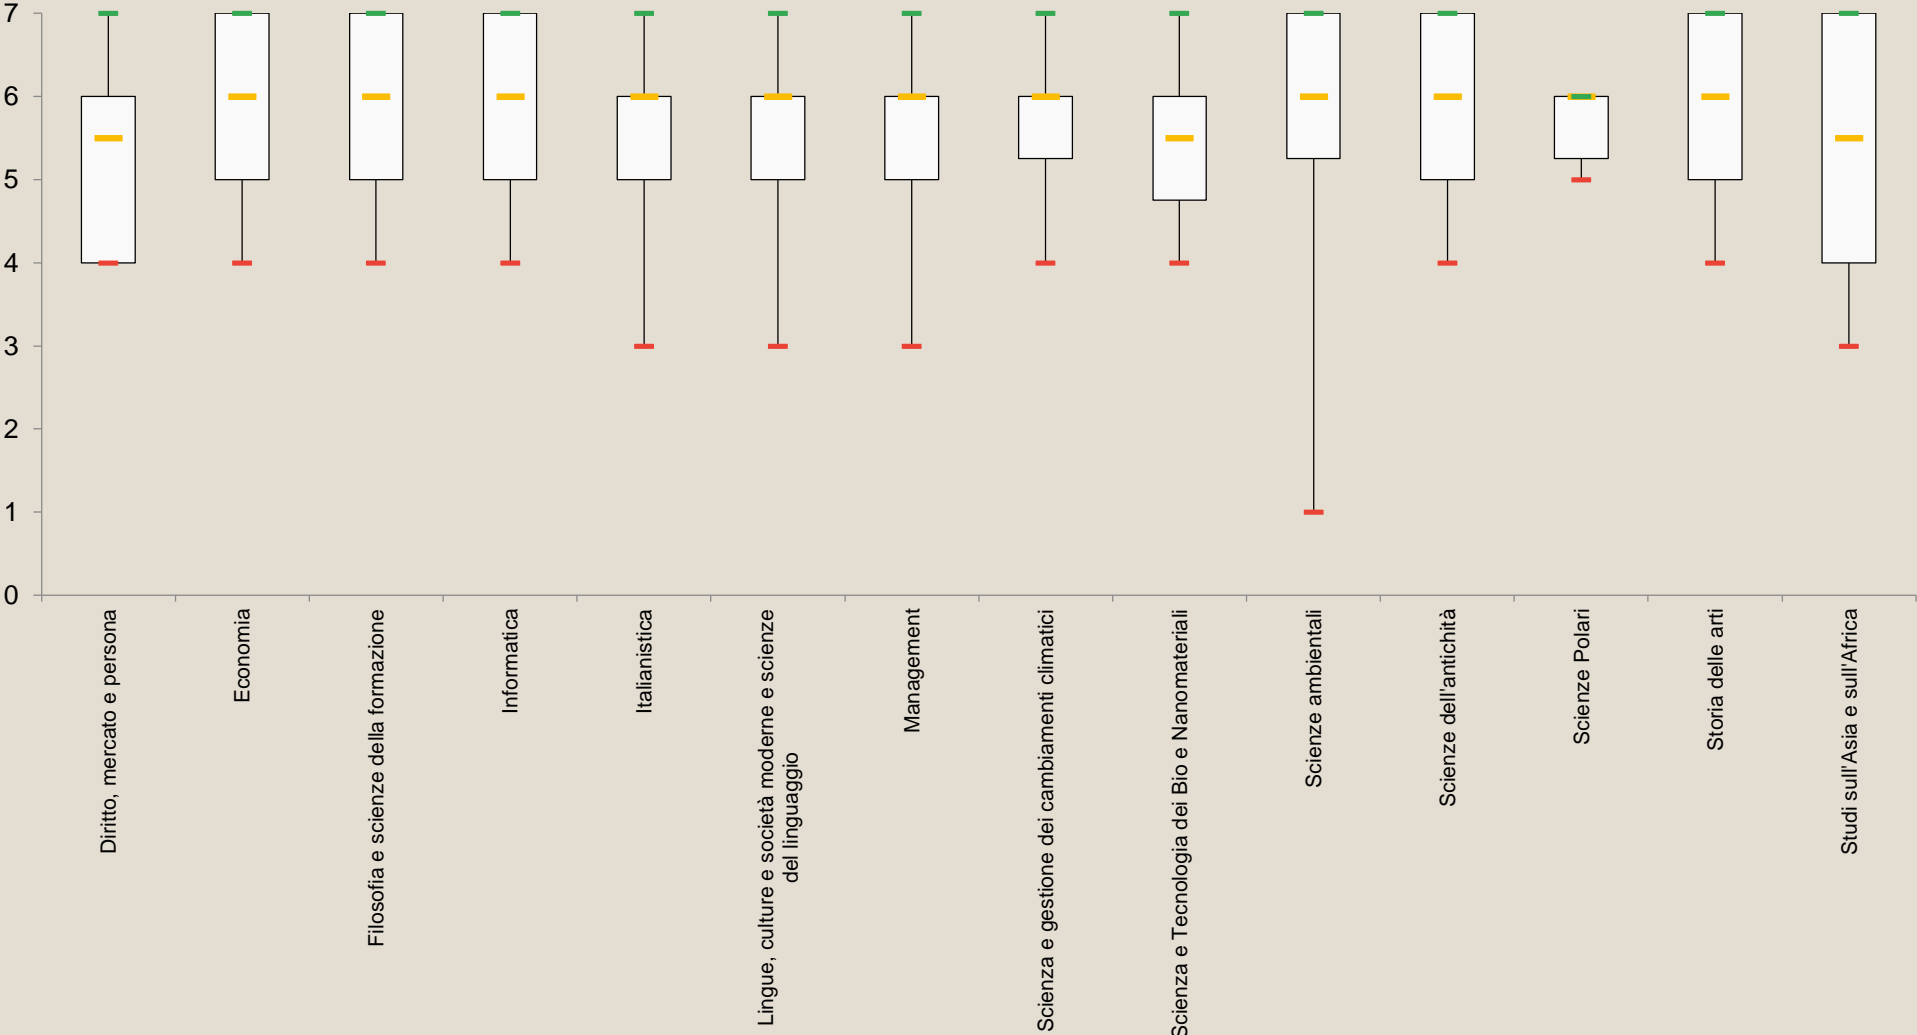 7
6
5
4
3
2
1
0
Diritto, mercato e persona
Economia
Filosofia e scienze della formazione
Informatica
Italianistica
Lingue, culture e società moderne e scienze
del linguaggio
Management
Scienza e gestione dei cambiamenti climatici
Scienza e Tecnologia dei Bio e Nanomateriali
Scienze ambientali
Scienze dell'antichità
Scienze Polari
Storia delle arti
Studi sull'Asia e sull'Africa